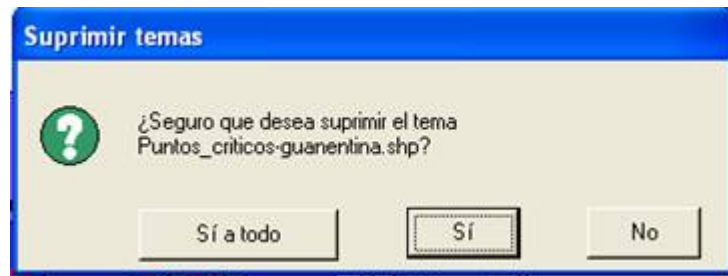 Suprimir temas
¿Seguro que desea suprimir el tema
Puntos_criticos-guanentina.shp?
Sí a todo
Sí
No